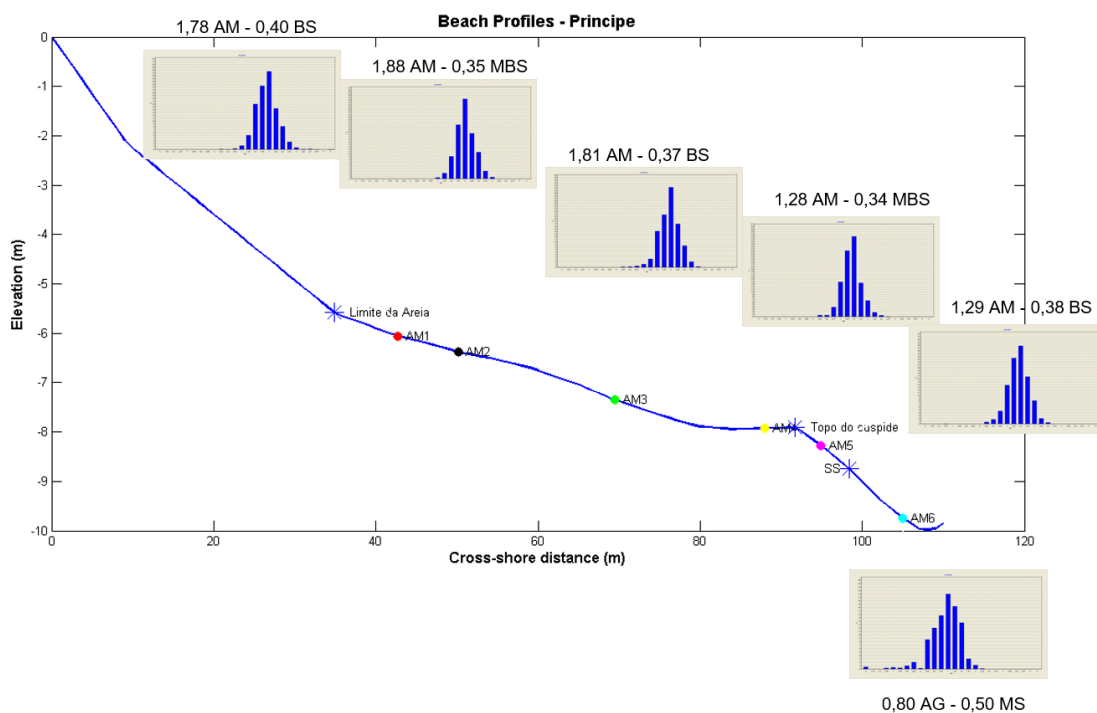 Beach Profiles - Principe
1,78 AM - 0,40 BS
1,88 AM - 0,35 MBS
1,81 AM - 0,37 BS
1,28 AM - 0,34 MBS
1,29 AM - 0,38 BS
0
-1
-2
-3
-4
-5
-6
-7
-8
-9
-10
Elevation (m)
Limite da Areia
AM1
AM2
AM3
Topo do cuspide
AM5
SS
AM6
0
20
40
60
80
100
120
Cross-shore distance (m)
0,80 AG - 0,50 MS